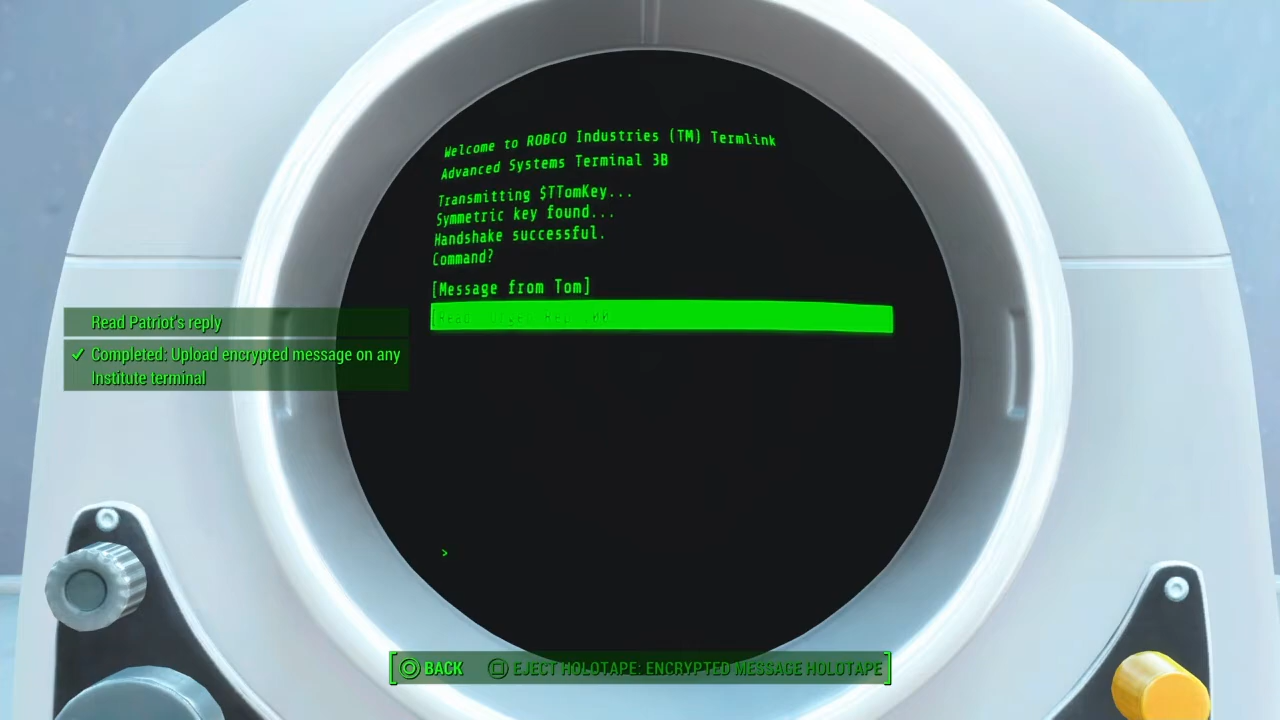 Welcome to ROBCO Industries (TM) Termlink
Advanced Systems Terminal 3B
Transmitting $TTomKey...
Symmetric key found...
Handshake successful.
Command?
[Message from Tom]
Read Patriot's reply
Completed: Upload encrypted message on any
Institute terminal
>
BACK
EJECT HOLOTAPE: ENCRYPTED MESSAGE HOLOTAPE